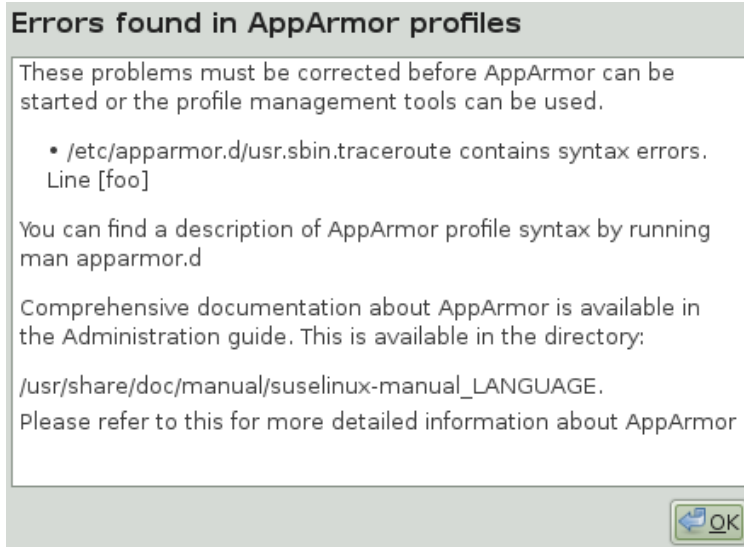 Errors found in AppArmor profiles
These problems must be corrected before AppArmor can be
started or the profile management tools can be used.
• /etc/apparmor.d/usr.sbin.traceroute contains syntax errors.
Line [foo]
You can find a description of AppArmor profile syntax by running
man apparmor.d
Comprehensive documentation about AppArmor is available in
the Administration guide. This is available in the directory:
/usr/share/doc/manual/suselinux-manual_LANGUAGE.
Please refer to this for more detailed information about AppArmor
OK